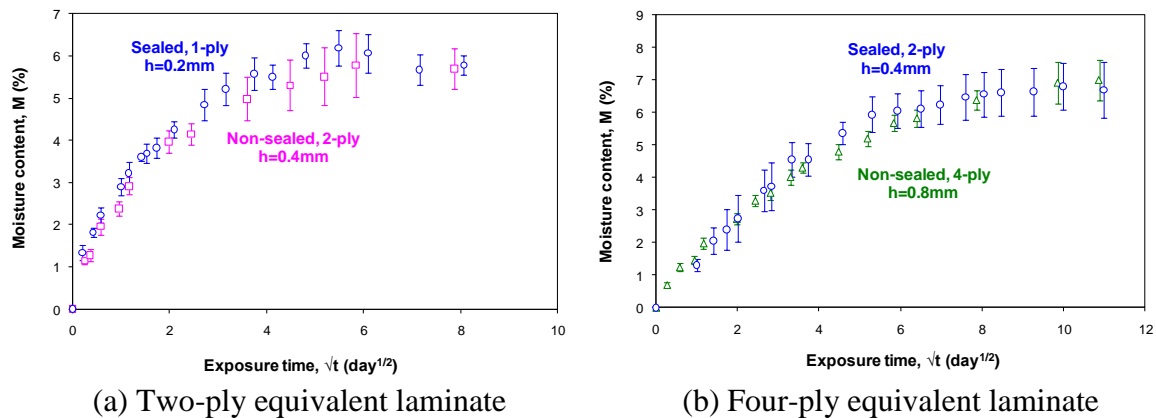 7
6
5
4
3
2
1
0
Moisture content, M (%)
Sealed, 1-ply
h=0.2mm
Non-sealed, 2-ply
h=0.4mm
0 2 4 6 8 10
Exposure time, √t (day1/2)
(a) Two-ply equivalent laminate
9
8
7
6
5
4
3
2
1
0
Moisture content, M (%)
Sealed, 2-ply
h=0.4mm
Non-sealed, 4-ply
h=0.8mm
0 2 4 6 8 10 12
Exposure time, √t (day1/2)
(b) Four-ply equivalent laminate